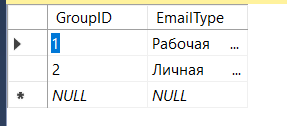 GroupID EmailType
1 Рабочая ...
2 Личная ...
NULL NULL